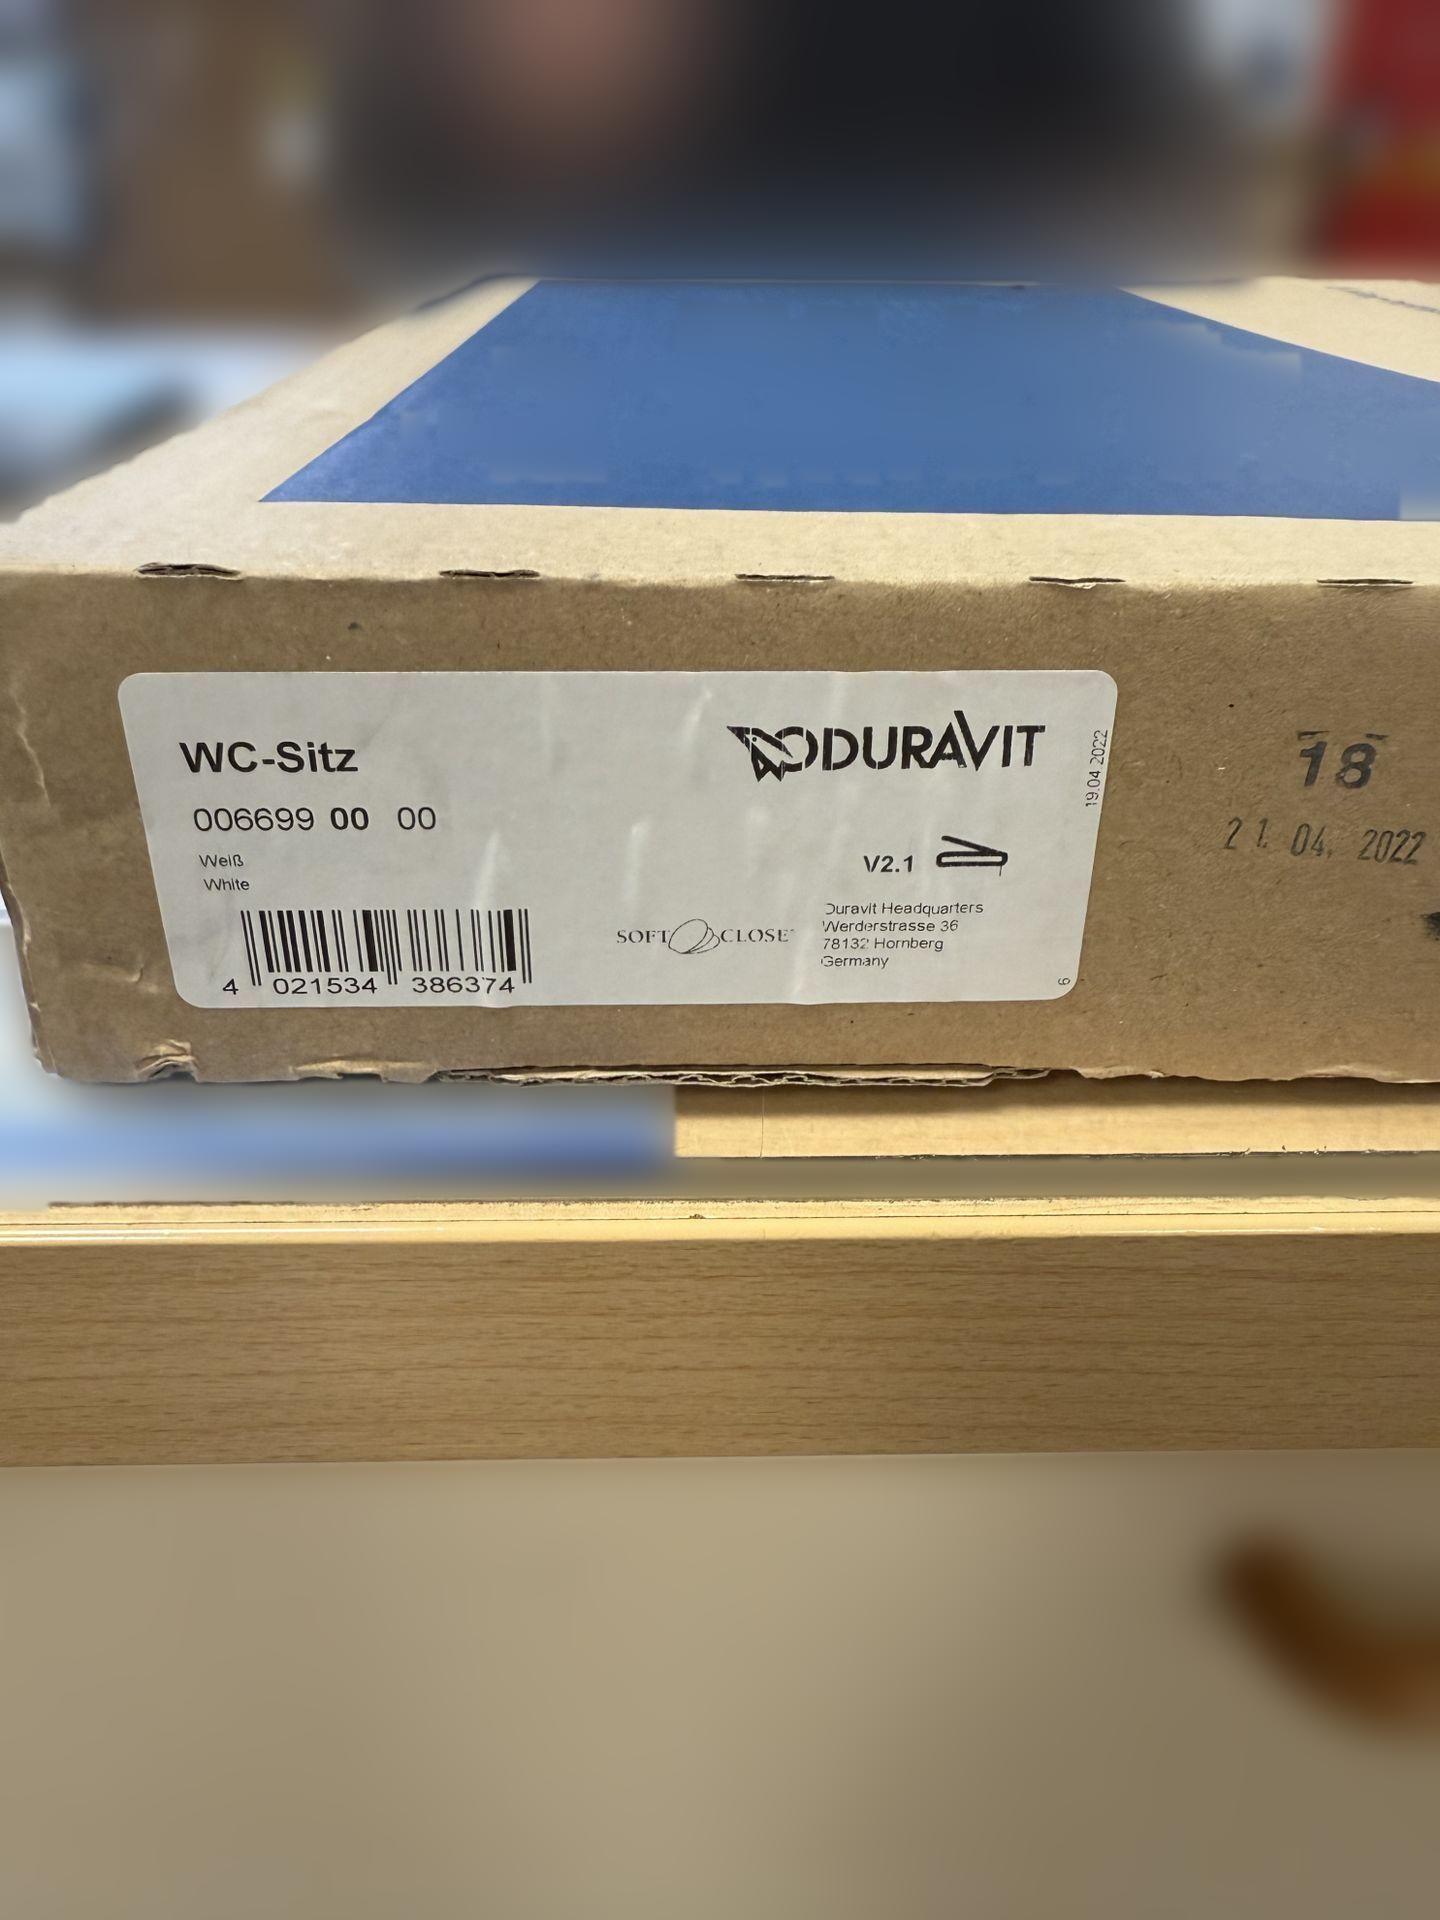 WC-Sitz
DURAVIT
006699 00 00
Weiß
White
V2.1
SOFT CLOSE
Duravit Headquarters
Werderstrasse 36
78132 Hornberg
Germany
4 021534 386374
19.04.2022
6
18
21. 04. 2022